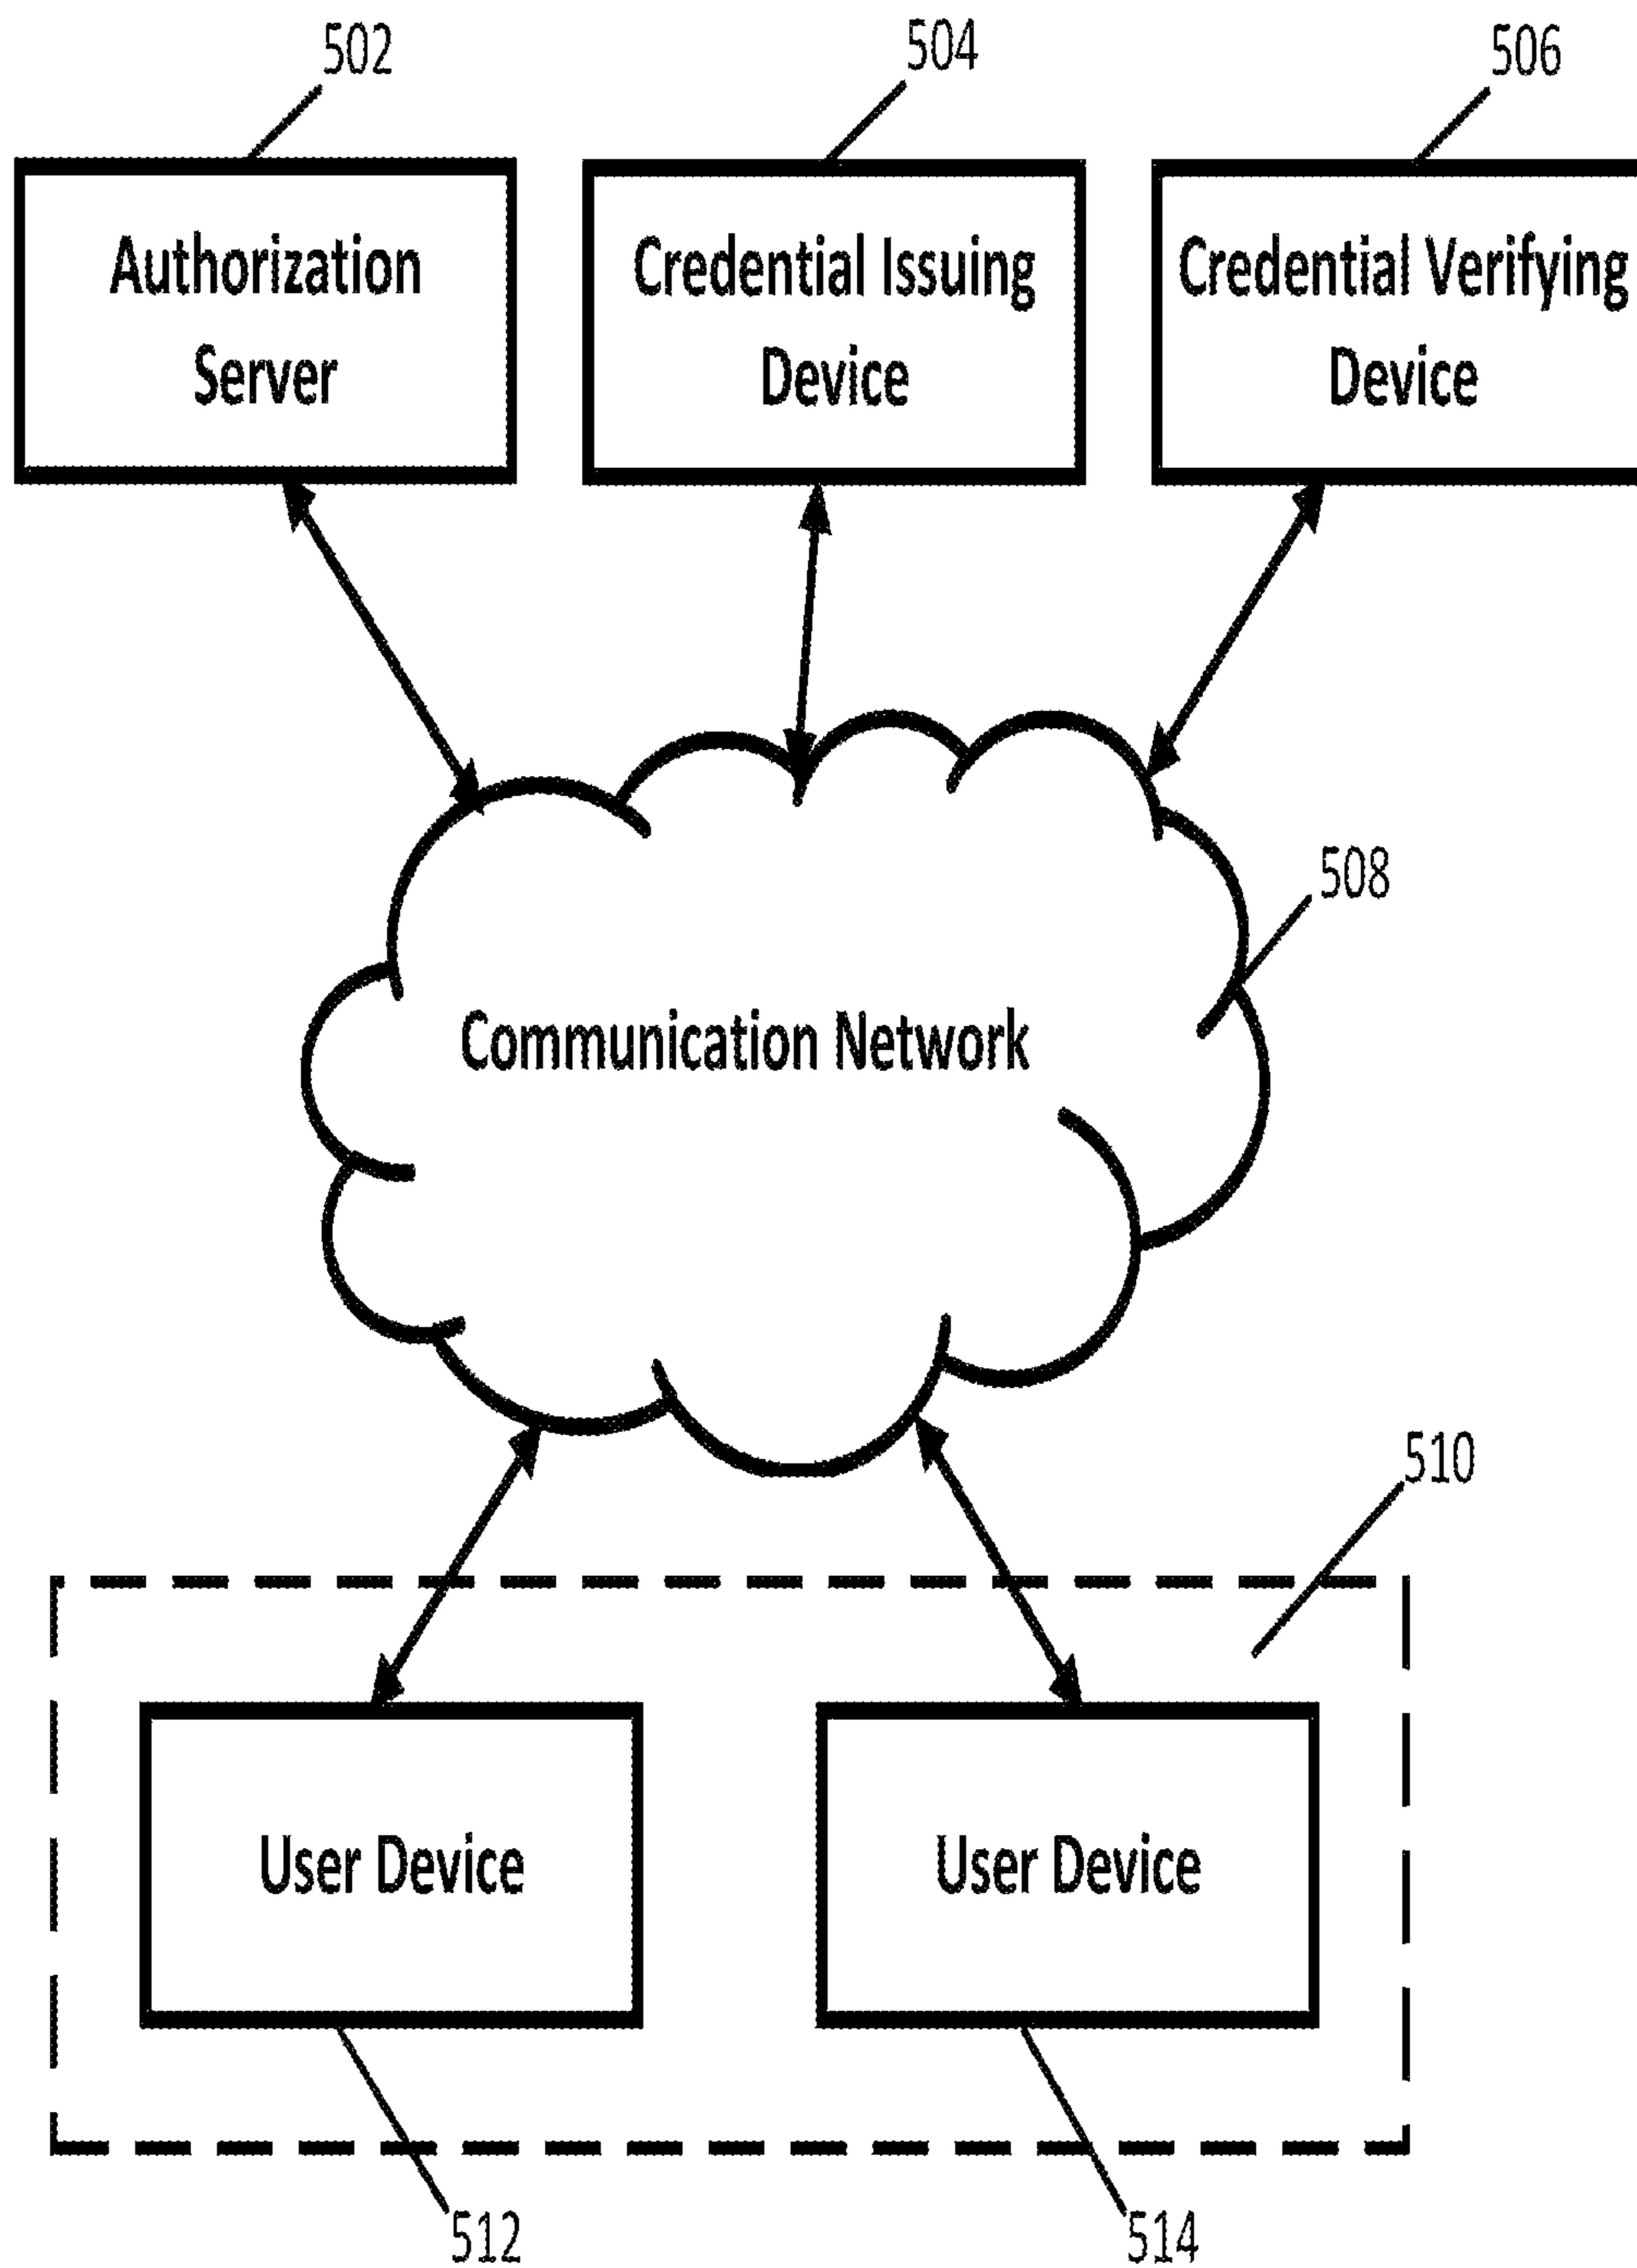 502
504
506
Authorization
Server
Credential Issuing
Device
Credential Verifying
Device
508
Communication Network
510
User Device
User Device
512
514